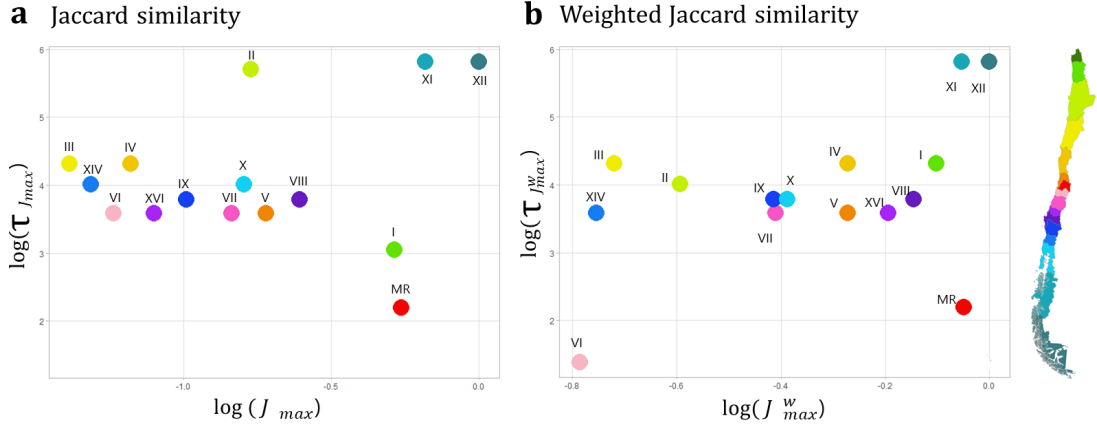 a Jaccard similarity
6
5
4
3
2
log(τ J max)
II
XI
XII
III
IV
XIV
X
VI
XVI
IX
VII
V
VIII
I
MR
-1.0
-0.5
0.0
log (J max)
b Weighted Jaccard similarity
6
5
4
3
2
log(τ J w max)
XI
XII
III
IV
I
II
IX
X
XIV
V
XVI
VIII
VII
MR
VI
-0.8
-0.6
-0.4
-0.2
0.0
log(J w max)